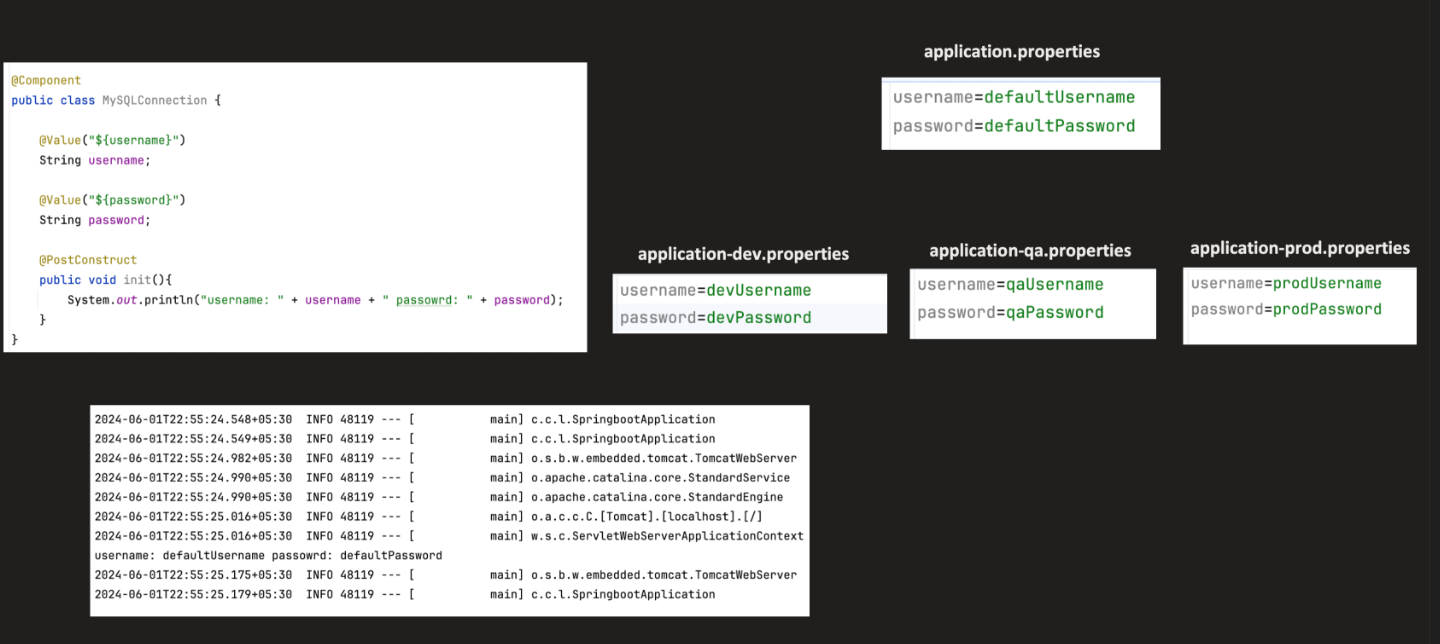 @Component
public class MySQLConnection {
@Value("${username}")
String username;
@Value("${password}")
String password;
@PostConstruct
public void init(){
System.out.println("username: " + username + " passowrd: " + password);
}
}
application.properties
username=defaultUsername
password=defaultPassword
application-dev.properties
username=devUsername
password=devPassword
application-qa.properties
username=qaUsername
password=qaPassword
application-prod.properties
username=prodUsername
password=prodPassword
2024-06-01T22:55:24.548+05:30 INFO 48119 --- [ main] c.c.l.SpringbootApplication
2024-06-01T22:55:24.549+05:30 INFO 48119 --- [ main] c.c.l.SpringbootApplication
2024-06-01T22:55:24.982+05:30 INFO 48119 --- [ main] o.s.b.w.embedded.tomcat.TomcatWebServer
2024-06-01T22:55:24.990+05:30 INFO 48119 --- [ main] o.apache.catalina.core.StandardService
2024-06-01T22:55:24.990+05:30 INFO 48119 --- [ main] o.apache.catalina.core.StandardEngine
2024-06-01T22:55:25.016+05:30 INFO 48119 --- [ main] o.a.c.c.C.[Tomcat].[localhost].[/]
2024-06-01T22:55:25.016+05:30 INFO 48119 --- [ main] w.s.c.ServletWebServerApplicationContext
username: defaultUsername passowrd: defaultPassword
2024-06-01T22:55:25.175+05:30 INFO 48119 --- [ main] o.s.b.w.embedded.tomcat.TomcatWebServer
2024-06-01T22:55:25.179+05:30 INFO 48119 --- [ main] c.c.l.SpringbootApplication